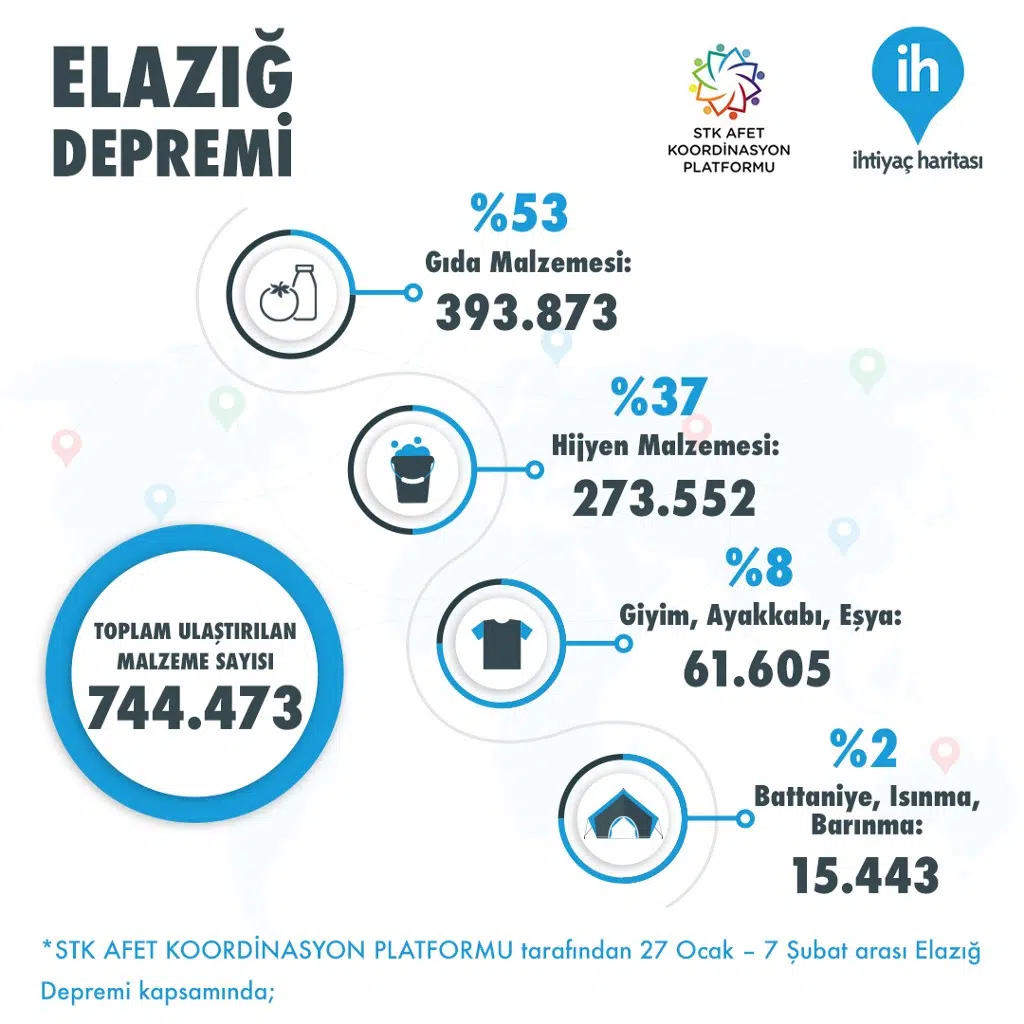 ELAZIĞ
DEPREMİ
STK AFET
KOORDİNASYON
PLATFORMU
ih
ihtiyaç haritası
%53
Gıda Malzemesi:
393.873
%37
Hijyen Malzemesi:
273.552
%8
Giyim, Ayakkabı, Eşya:
61.605
TOPLAM ULAŞTIRILAN
MALZEME SAYISI
744.473
%2
Battaniye, Isınma,
Barınma:
15.443
*STK AFET KOORDİNASYON PLATFORMU tarafından 27 Ocak – 7 Şubat arası Elazığ
Depremi kapsamında;